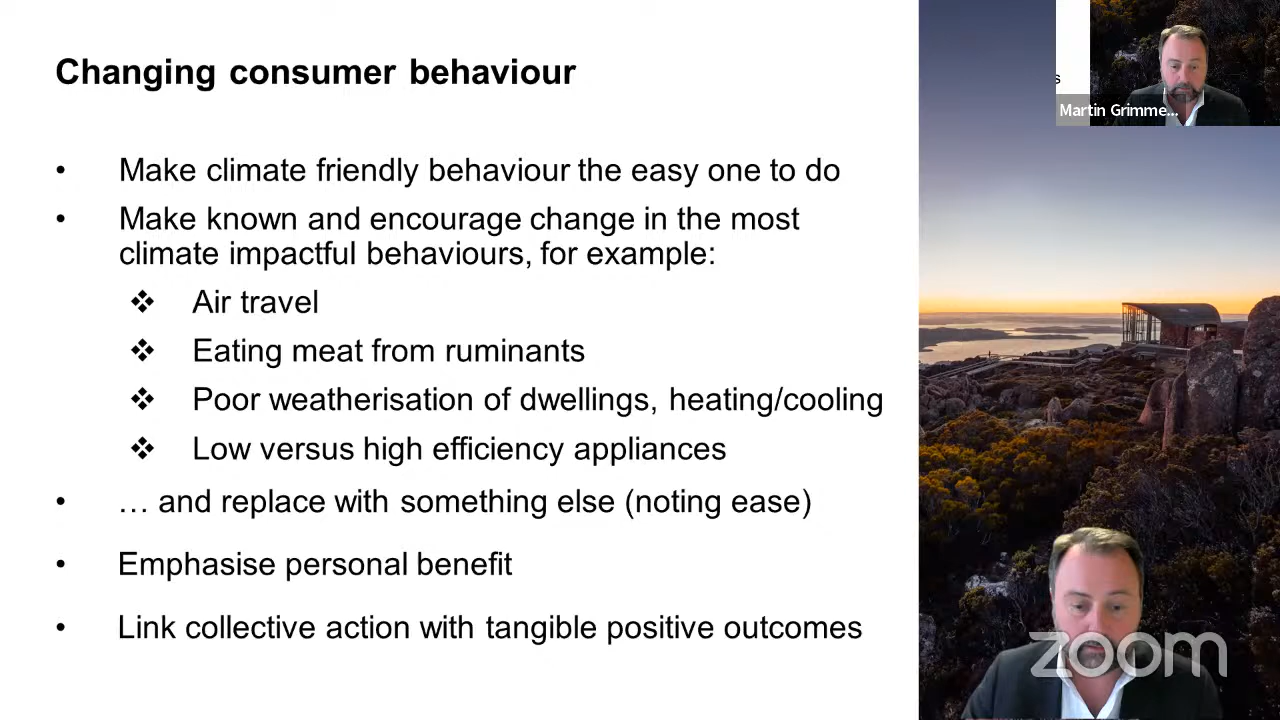 Changing consumer behaviour
• Make climate friendly behaviour the easy one to do
• Make known and encourage change in the most
climate impactful behaviours, for example:
❖ Air travel
❖ Eating meat from ruminants
❖ Poor weatherisation of dwellings, heating/cooling
❖ Low versus high efficiency appliances
• … and replace with something else (noting ease)
• Emphasise personal benefit
• Link collective action with tangible positive outcomes
s
Martin Grimme...
zoom